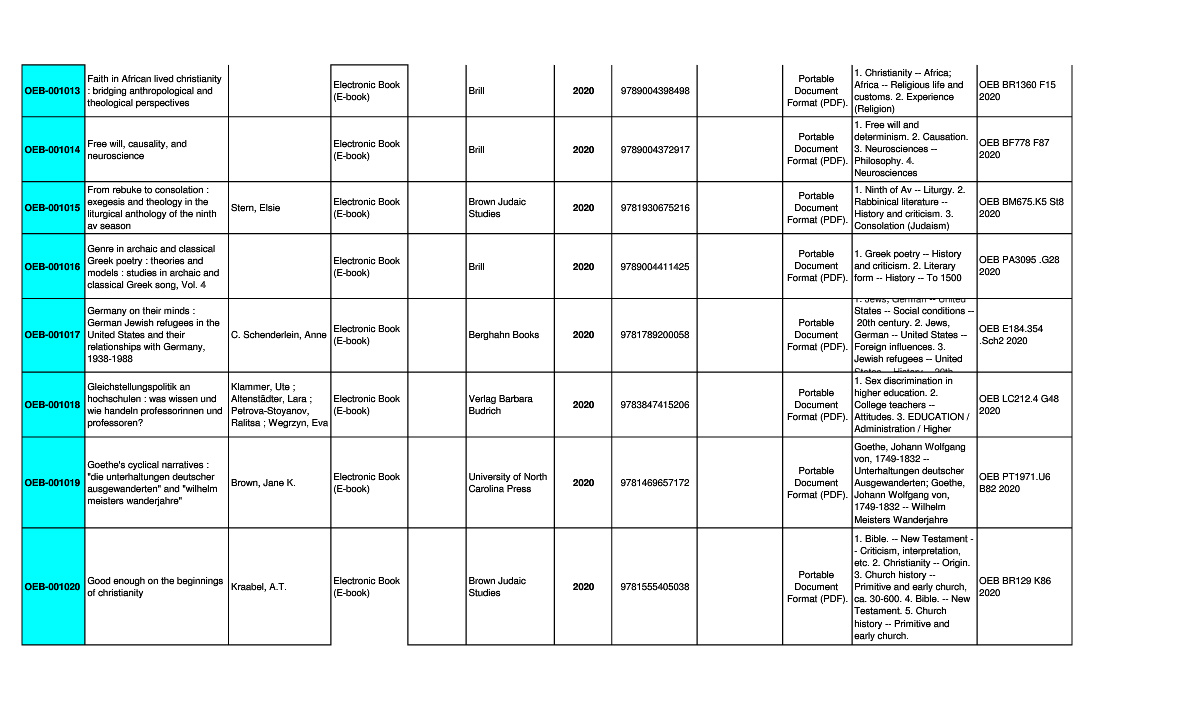 OEB-001013
Faith in African lived christianity
: bridging anthropological and
theological perspectives
Electronic Book
(E-book)
Brill
2020
9789004398498
Portable
Document
Format (PDF).
1. Christianity -- Africa;
Africa -- Religious life and
customs. 2. Experience
(Religion)
OEB BR1360 F15
2020
OEB-001014
Free will, causality, and
neuroscience
Electronic Book
(E-book)
Brill
2020
9789004372917
Portable
Document
Format (PDF).
1. Free will and
determinism. 2. Causation.
3. Neurosciences --
Philosophy. 4.
Neurosciences
OEB BF778 F87
2020
OEB-001015
From rebuke to consolation :
exegesis and theology in the
liturgical anthology of the ninth
av season
Stern, Elsie
Electronic Book
(E-book)
Brown Judaic
Studies
2020
9781930675216
Portable
Document
Format (PDF).
1. Ninth of Av -- Liturgy. 2.
Rabbinical literature --
History and criticism. 3.
Consolation (Judaism)
OEB BM675.K5 St8
2020
OEB-001016
Genre in archaic and classical
Greek poetry : theories and
models : studies in archaic and
classical Greek song, Vol. 4
Electronic Book
(E-book)
Brill
2020
9789004411425
Portable
Document
Format (PDF).
1. Greek poetry -- History
and criticism. 2. Literary
form -- History -- To 1500
OEB PA3095 .G28
2020
OEB-001017
Germany on their minds :
German Jewish refugees in the
United States and their
relationships with Germany,
1938-1988
C. Schenderlein, Anne
Electronic Book
(E-book)
Berghahn Books
2020
9781789200058
Portable
Document
Format (PDF).
1. Jews, German -- United
States -- Social conditions --
20th century. 2. Jews,
German -- United States --
Foreign influences. 3.
Jewish refugees -- United
States -- History -- 20th
OEB E184.354
.Sch2 2020
OEB-001018
Gleichstellungspolitik an
hochschulen : was wissen und
wie handeln professorinnen und
professoren?
Klammer, Ute ;
Altenstädter, Lara ;
Petrova-Stoyanov,
Ralitsa ; Wegrzyn, Eva
Electronic Book
(E-book)
Verlag Barbara
Budrich
2020
9783847415206
Portable
Document
Format (PDF).
1. Sex discrimination in
higher education. 2.
College teachers --
Attitudes. 3. EDUCATION /
Administration / Higher
OEB LC212.4 G48
2020
OEB-001019
Goethe's cyclical narratives :
"die unterhaltungen deutscher
ausgewanderten" and "wilhelm
meisters wanderjahre"
Brown, Jane K.
Electronic Book
(E-book)
University of North
Carolina Press
2020
9781469657172
Portable
Document
Format (PDF).
Goethe, Johann Wolfgang
von, 1749-1832 --
Unterhaltungen deutscher
Ausgewanderten; Goethe,
Johann Wolfgang von,
1749-1832 -- Wilhelm
Meisters Wanderjahre
OEB PT1971.U6
B82 2020
OEB-001020
Good enough on the beginnings
of christianity
Kraabel, A.T.
Electronic Book
(E-book)
Brown Judaic
Studies
2020
9781555405038
Portable
Document
Format (PDF).
1. Bible. -- New Testament -
- Criticism, interpretation,
etc. 2. Christianity -- Origin.
3. Church history --
Primitive and early church,
ca. 30-600. 4. Bible. -- New
Testament. 5. Church
history -- Primitive and
early church.
OEB BR129 K86
2020